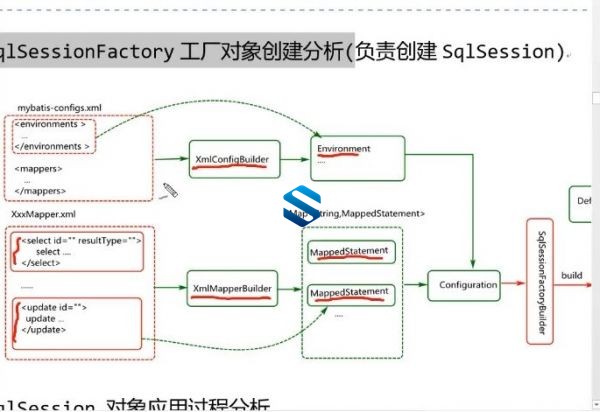 qlSessionFactory 工厂对象创建分析(负责创建 SqlSession)
mybatis-configs.xml
<environments >
...
</environments >
<mappers>
...
</mappers>
XmlConfigBuilder
Environment
....
XxxMapper.xml
<select id="" resultType="">
select ....
</select>
......
<update id="">
update ...
</update>
XmlMapperBuilder
Map<String,MappedStatement>
MappedStatement
MappedStatement
....
Configuration
SqlSessionFactoryBuilder
build
Def
qlSession 对象应用过程分析